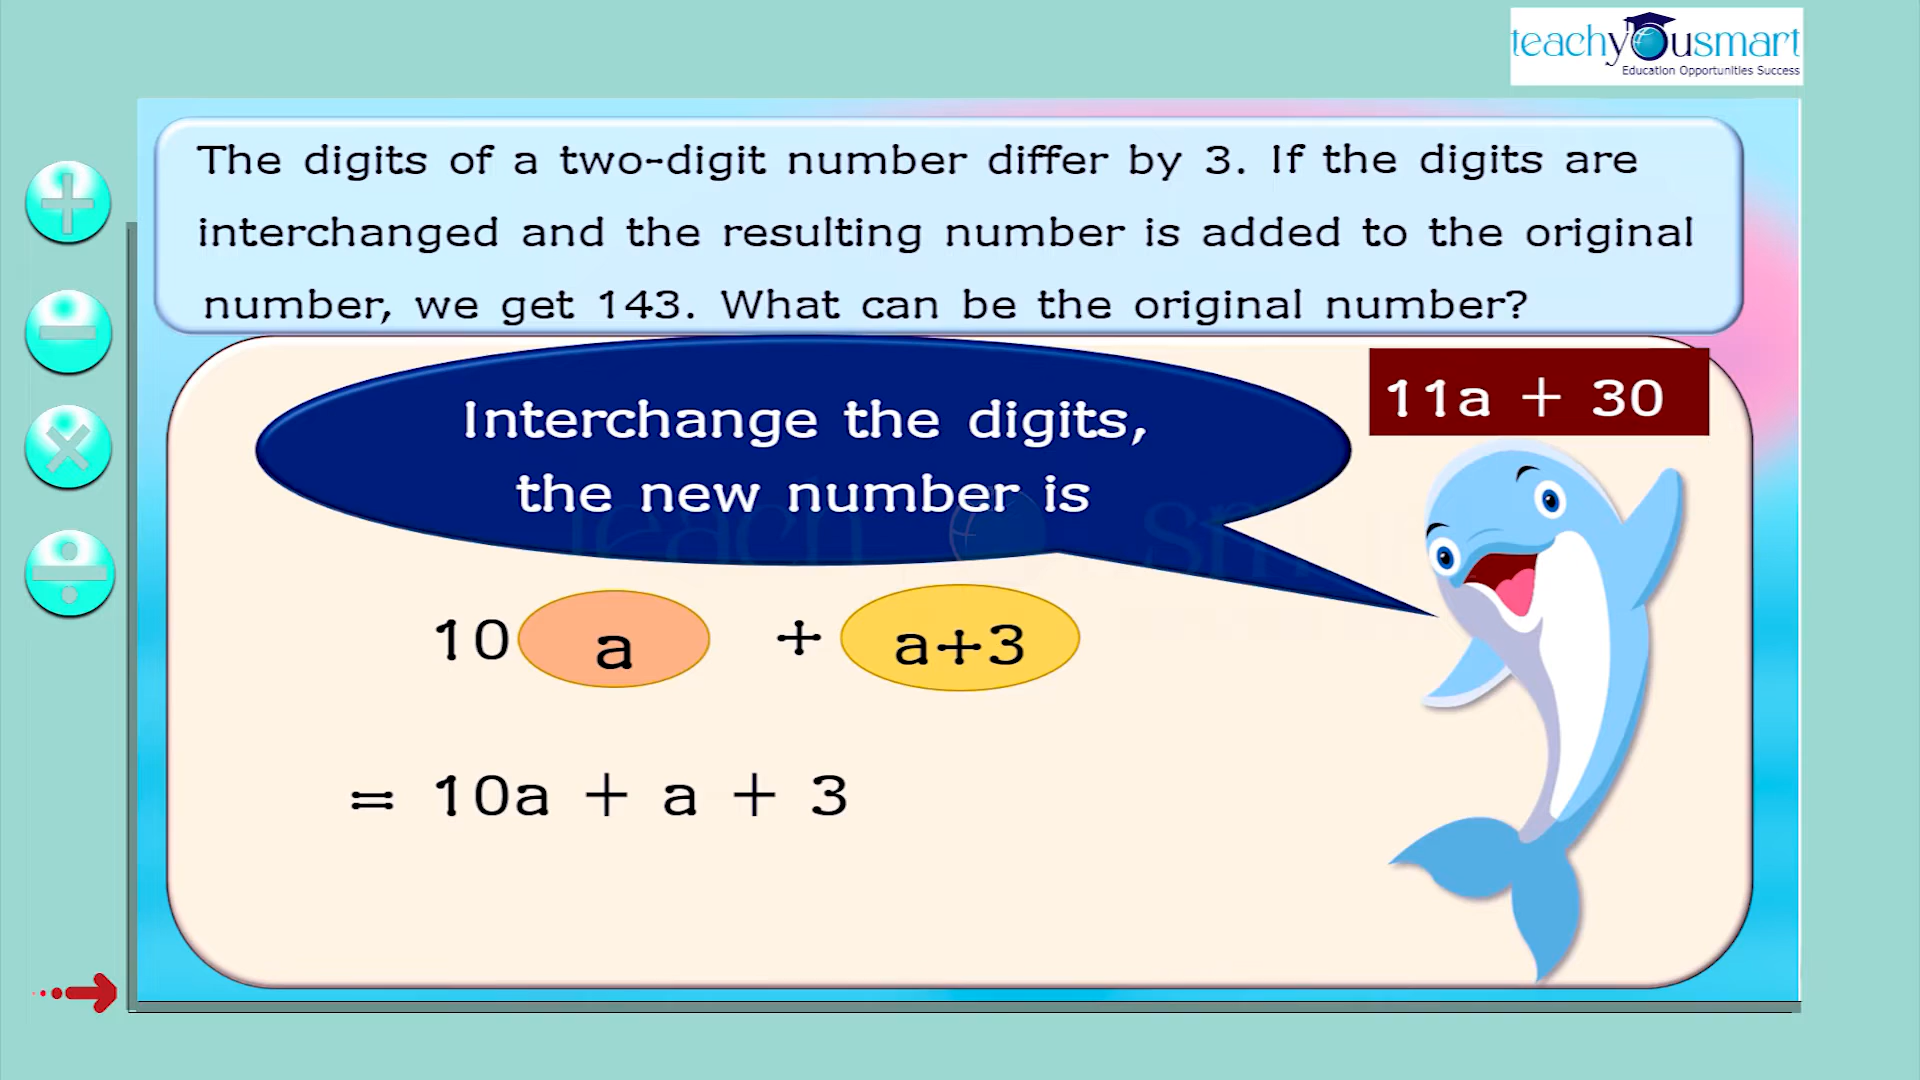 teachyousmart
Education Opportunities Success
The digits of a two-digit number differ by 3. If the digits are
interchanged and the resulting number is added to the original
number, we get 143. What can be the original number?
11a + 30
Interchange the digits,
the new number is
10 a + a+3
= 10a + a + 3